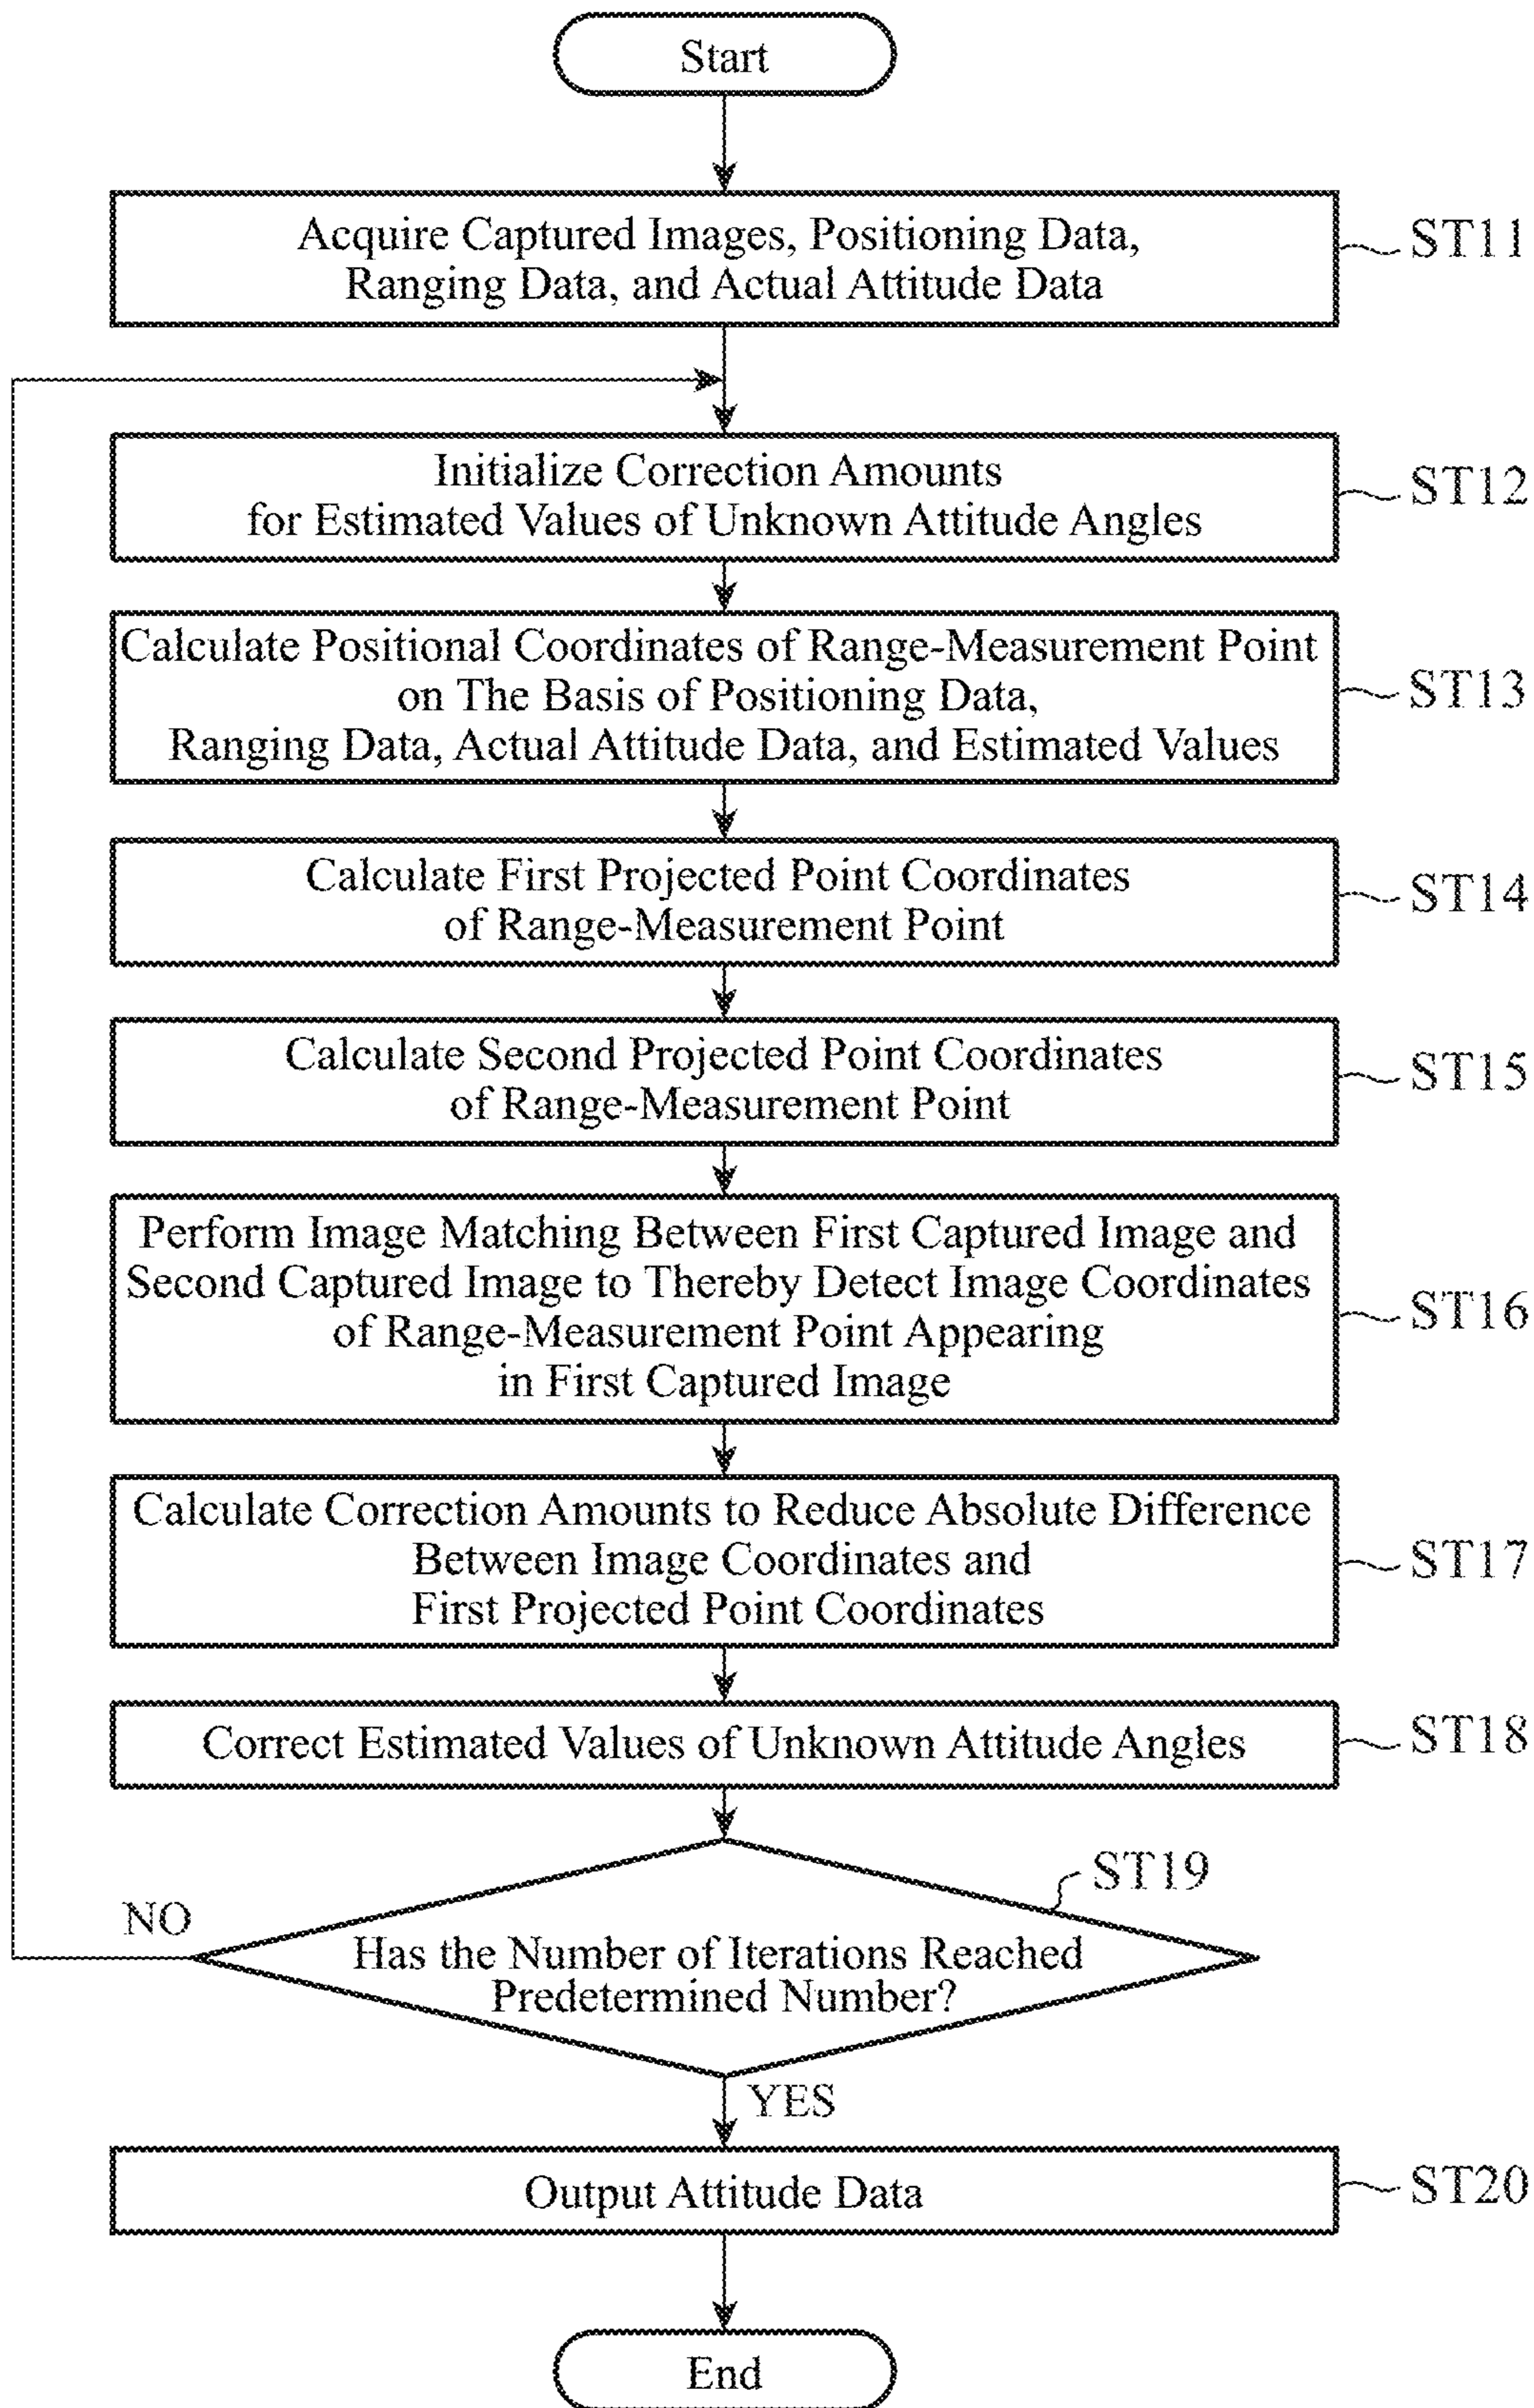 Start
Acquire Captured Images, Positioning Data,
Ranging Data, and Actual Attitude Data
ST11
Initialize Correction Amounts
for Estimated Values of Unknown Attitude Angles
ST12
Calculate Positional Coordinates of Range-Measurement Point
on The Basis of Positioning Data,
Ranging Data, Actual Attitude Data, and Estimated Values
ST13
Calculate First Projected Point Coordinates
of Range-Measurement Point
ST14
Calculate Second Projected Point Coordinates
of Range-Measurement Point
ST15
Perform Image Matching Between First Captured Image and
Second Captured Image to Thereby Detect Image Coordinates
of Range-Measurement Point Appearing
in First Captured Image
ST16
Calculate Correction Amounts to Reduce Absolute Difference
Between Image Coordinates and
First Projected Point Coordinates
ST17
Correct Estimated Values of Unknown Attitude Angles
ST18
ST19
NO
Has the Number of Iterations Reached
Predetermined Number?
YES
Output Attitude Data
ST20
End